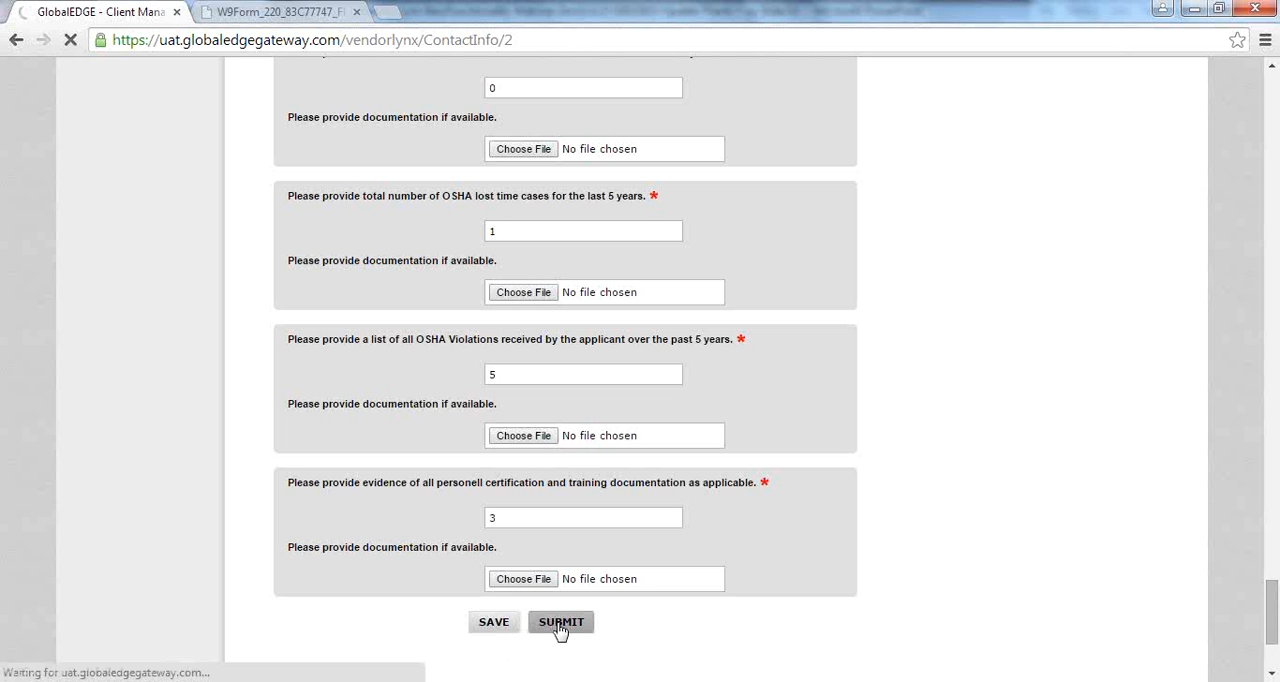 GlobalEDGE - Client Mana
W9Form_220_83C77747_Fl
https://uat.globaledgegateway.com/vendorlynx/ContactInfo/2
0
Please provide documentation if available.
Choose File No file chosen
Please provide total number of OSHA lost time cases for the last 5 years. *
1
Please provide documentation if available.
Choose File No file chosen
Please provide a list of all OSHA Violations received by the applicant over the past 5 years. *
5
Please provide documentation if available.
Choose File No file chosen
Please provide evidence of all personell certification and training documentation as applicable. *
3
Please provide documentation if available.
Choose File No file chosen
SAVE SUBMIT
Waiting for uat.globaledgegateway.com...